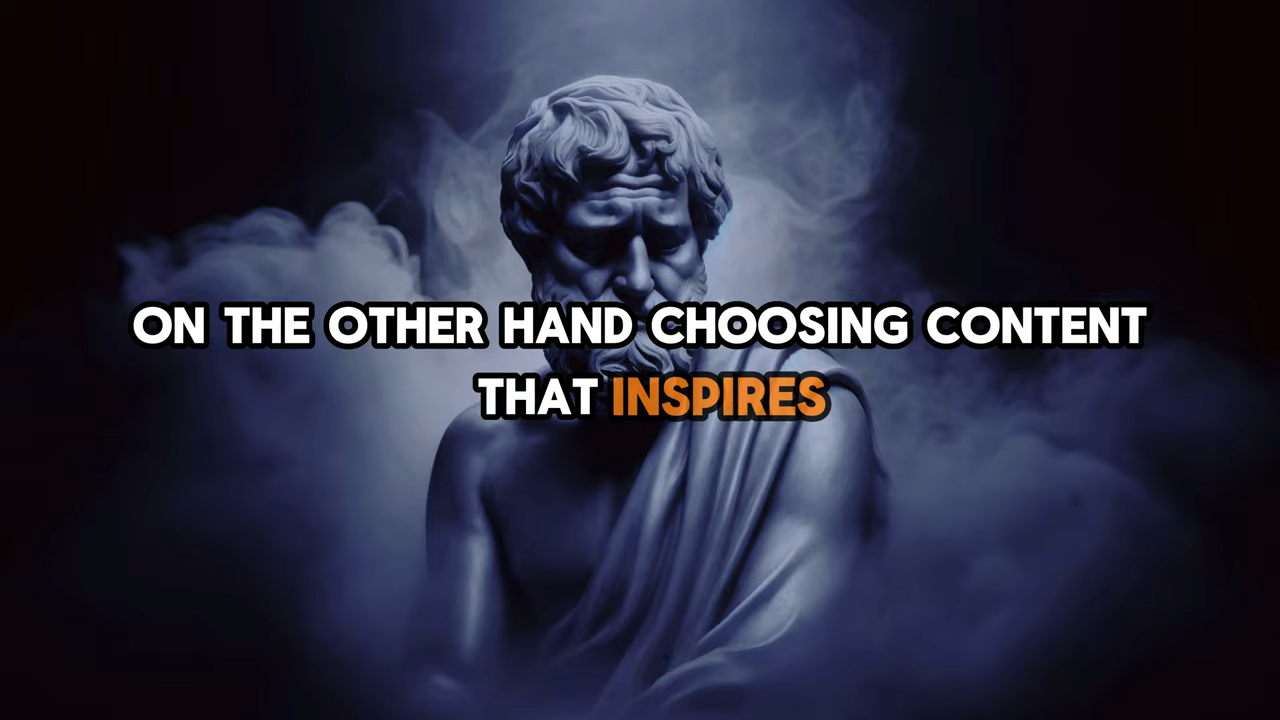 ON THE OTHER HAND CHOOSING CONTENT
THAT INSPIRES